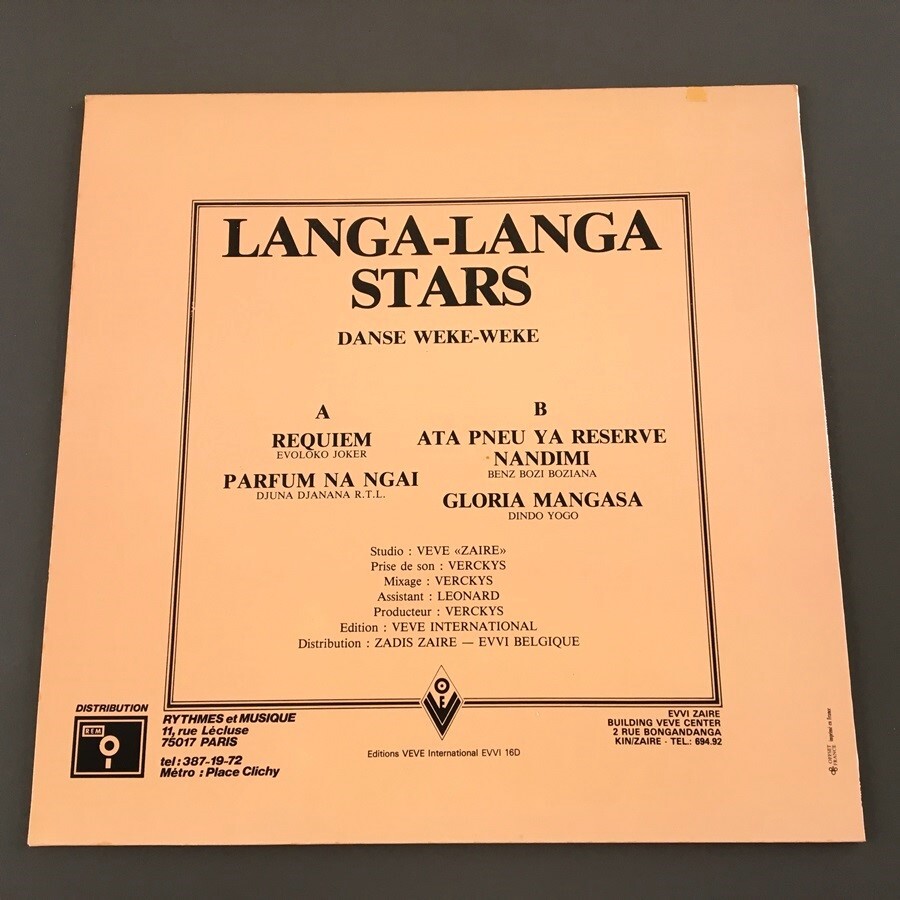 LANGA-LANGA
STARS
DANSE WEKE-WEKE
A
REQUIEM
EVOLOKO JOKER
PARFUM NA NGAI
DJUNA DJANANA R.T.L.
B
ATA PNEU YA RESERVE
NANDIMI
BENZ BOZI BOZIANA
GLORIA MANGASA
DINDO YOGO
Studio : VEVE «ZAIRE»
Prise de son : VERCKYS
Mixage : VERCKYS
Assistant : LEONARD
Producteur : VERCKYS
Edition : VEVE INTERNATIONAL
Distribution : ZADIS ZAIRE — EVVI BELGIQUE
DISTRIBUTION
REM
RYTHMES et MUSIQUE
11, rue Lécluse
75017 PARIS
tel : 387-19-72
Métro : Place Clichy
Editions VEVE International EVVI 16D
EVVI ZAIRE
BUILDING VEVE CENTER
2 RUE BONGANDANGA
KIN/ZAIRE - TEL.: 694.92
Imprimé en France